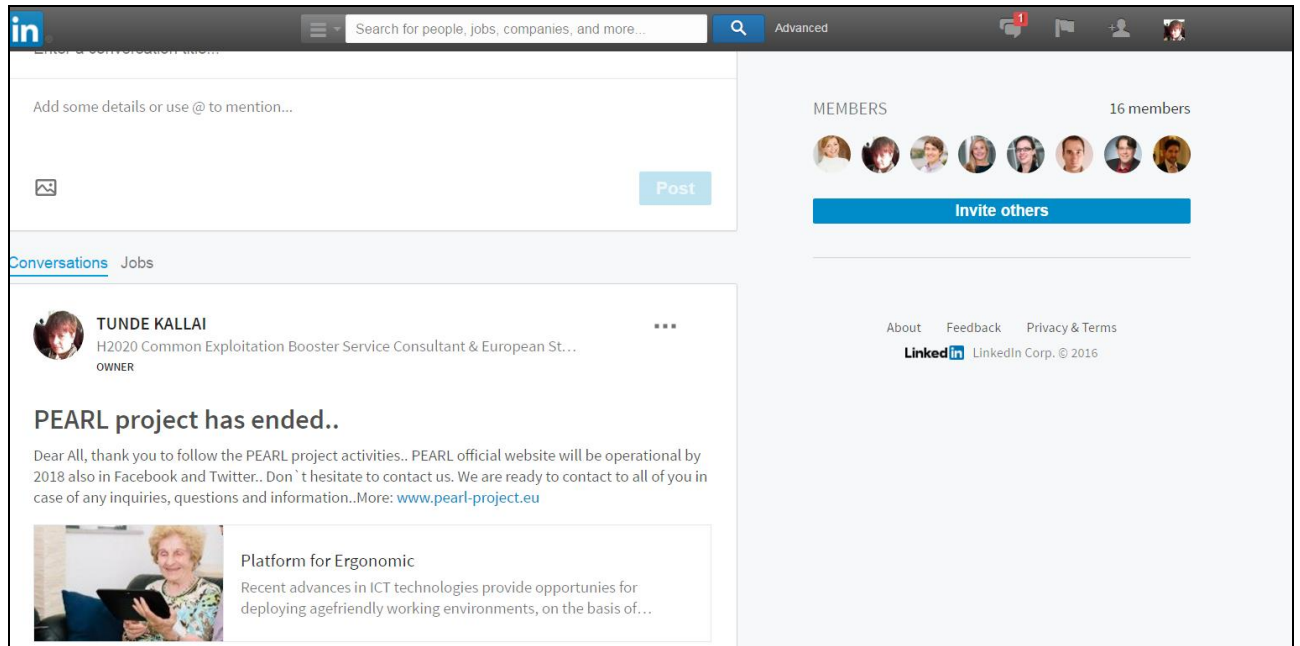 in
Search for people, jobs, companies, and more...
Advanced
1
Enter a conversation title...
Add some details or use @ to mention...
Post
MEMBERS 16 members
Invite others
Conversations Jobs
About Feedback Privacy & Terms
Linked in LinkedIn Corp. © 2016
TUNDE KALLAI
H2020 Common Exploitation Booster Service Consultant & European St...
OWNER
PEARL project has ended..
Dear All, thank you to follow the PEARL project activities.. PEARL official website will be operational by
2018 also in Facebook and Twitter.. Don`t hesitate to contact us. We are ready to contact to all of you in
case of any inquiries, questions and information..More: www.pearl-project.eu
Platform for Ergonomic
Recent advances in ICT technologies provide opportunies for
deploying agefriendly working environments, on the basis of...